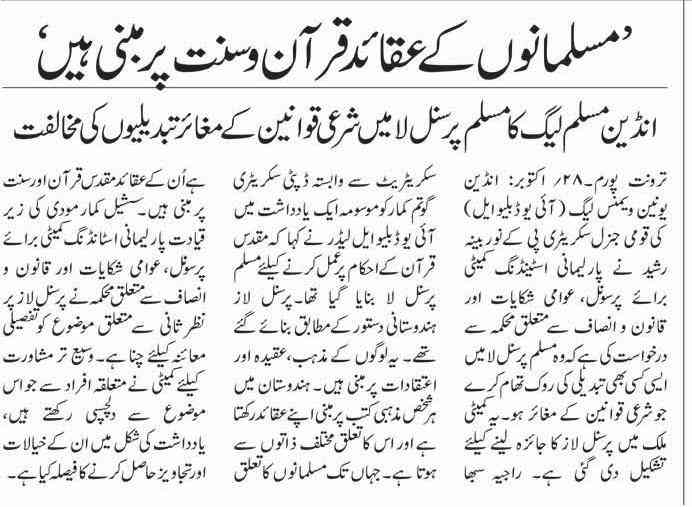 ’مسلمانوں کے عقائد قرآن و سنت پر مبنی ہیں‘
انڈین مسلم لیگ کا مسلم پرسنل لا میں شرعی قوانین کے مغائر تبدیلیوں کی مخالفت
ترونت پورم۔ ۲۸؍ اکتوبر: انڈین
یونین ویمنس لیگ (آئی یو ڈبلیو ایل)
کی قومی جنرل سکریٹری پی کے نور بینہ
رشید نے پارلیمانی اسٹینڈنگ کمیٹی
برائے پرسونل، عوامی شکایات اور
قانون و انصاف سے متعلق محکمہ سے
درخواست کی ہے کہ وہ مسلم پرسنل لا میں
ایسی کسی بھی تبدیلی کی روک تھام کرے
جو شرعی قوانین کے مغائر ہو۔ یہ کمیٹی
ملک میں پرسنل لاز کا جائزہ لینے کیلئے
تشکیل دی گئی ہے۔ راجیہ سبھا
سکریٹریٹ سے وابستہ ڈپٹی سکریٹری
گوتم کمار کو موسومہ ایک یادداشت میں
آئی یو ڈبلیو ایل لیڈر نے کہا کہ مقدس
قرآن کے احکام پر عمل کرنے کیلئے مسلم
پرسنل لا بنایا گیا تھا۔ پرسنل لاز
ہندوستانی دستور کے مطابق بنائے گئے
تھے۔ یہ لوگوں کے مذہب، عقیدہ اور
اعتقادات پر مبنی ہیں۔ ہندوستان میں
ہر شخص مذہبی کتب پر مبنی اپنے عقائد رکھتا
ہے اور اس کا تعلق مختلف ذاتوں سے
ہوتا ہے۔ جہاں تک مسلمانوں کا تعلق
ہے اُن کے عقائد مقدس قرآن اور سنت
پر مبنی ہیں۔ سشیل کمار مودی کی زیر
قیادت پارلیمانی اسٹانڈنگ کمیٹی برائے
پرسونل، عوامی شکایات اور قانون و
انصاف سے متعلق محکمہ نے پرسنل لاز پر
نظر ثانی سے متعلق موضوع کو تفصیلی
معائنہ کیلئے چنا ہے۔ وسیع تر مشاورت
کیلئے کمیٹی نے متعلقہ افراد سے جو اس
موضوع سے دلچسپی رکھتے ہیں،
یادداشت کی شکل میں ان کے خیالات
اور تجاویز حاصل کرنے کا فیصلہ کیا ہے۔